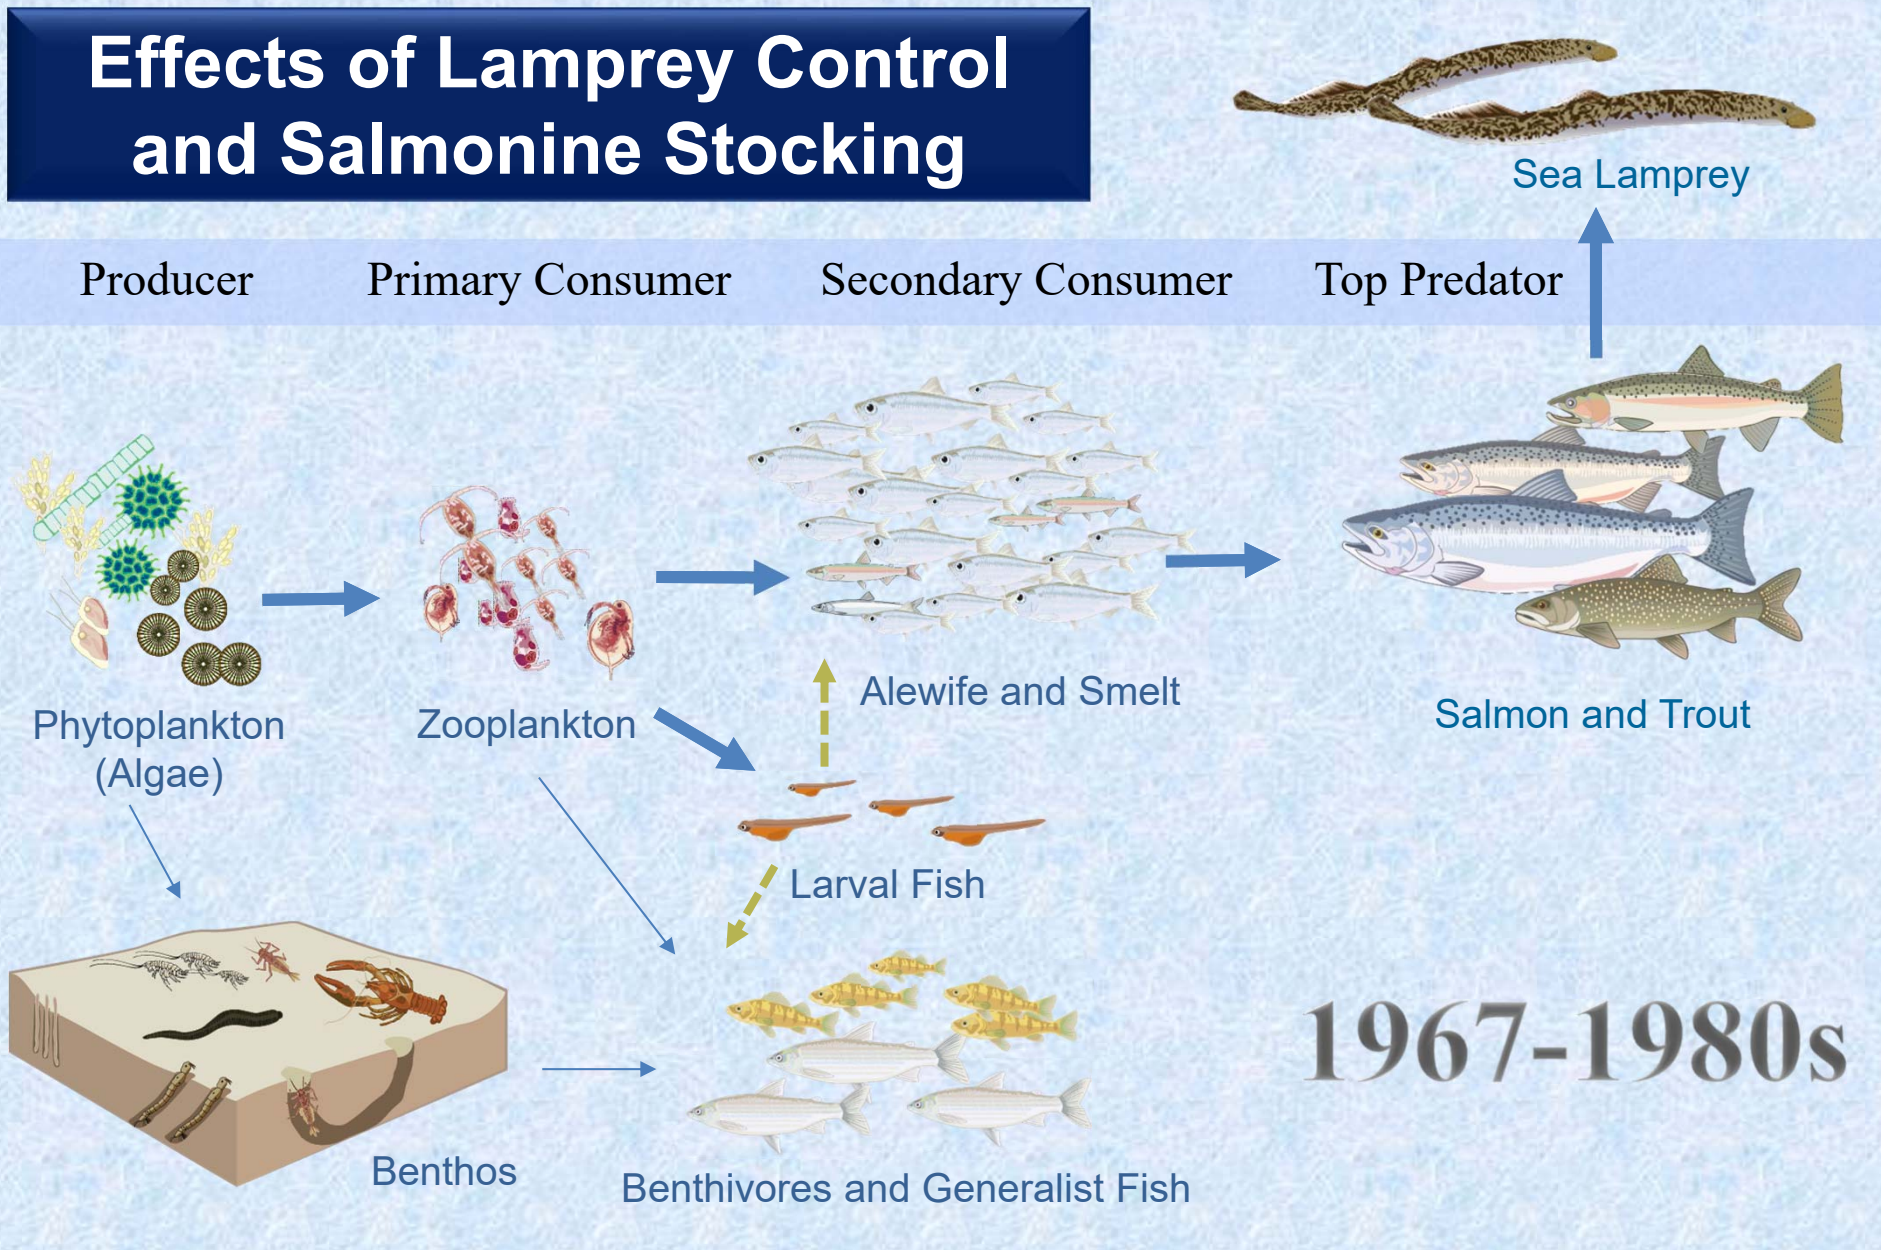 Effects of Lamprey Control
and Salmonine Stocking
Sea Lamprey
Producer
Primary Consumer
Secondary Consumer
Top Predator
Phytoplankton
(Algae)
Zooplankton
Alewife and Smelt
Salmon and Trout
Larval Fish
Benthos
Benthivores and Generalist Fish
1967-1980s